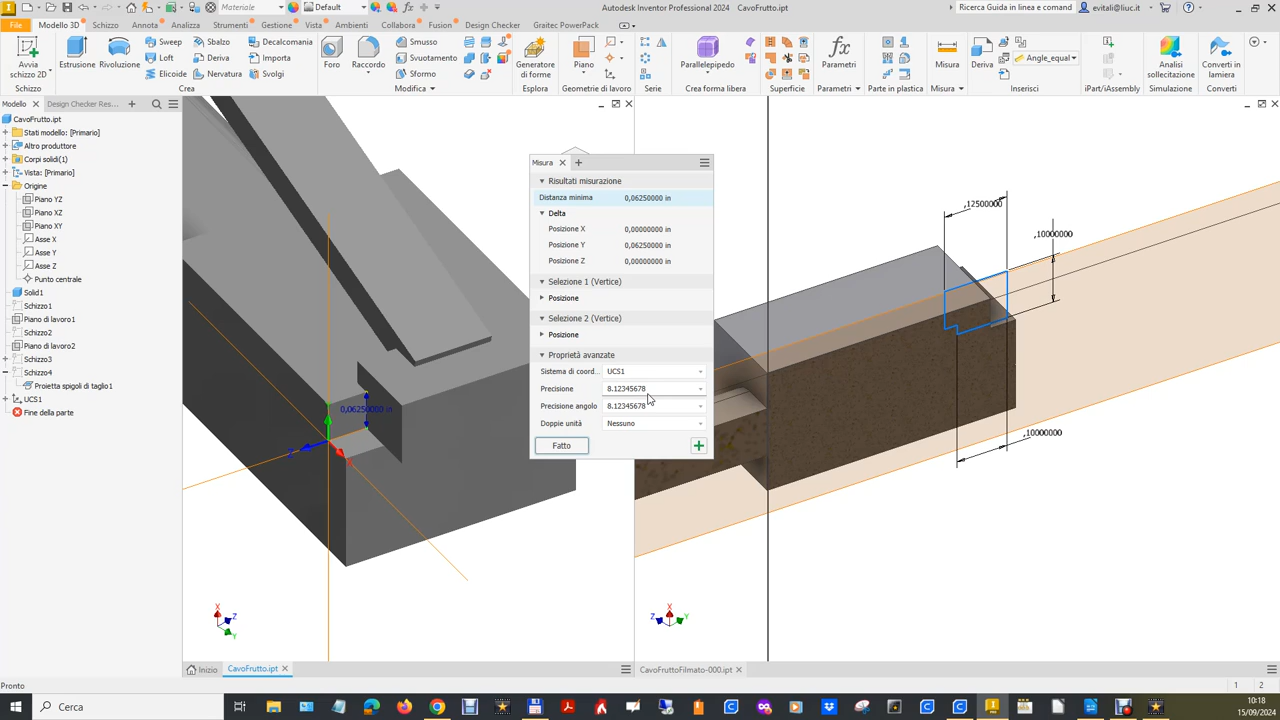 Materiale
Default
Autodesk Inventor Professional 2024 CavoFrutto.ipt
Ricerca Guida in linea e comand
evitali@liuc.it
File Modello 3D Schizzo Annota Analizza Strumenti Gestione Vista Ambienti Collabora Fusion Design Checker Graitec PowerPack
Avvia schizzo 2D
Estrusione
Rivoluzione
Sweep
Loft
Elicoide
Sbalzo
Deriva
Nervatura
Decalcomania
Importa
Svolgi
Foro
Raccordo
Smusso
Svuotamento
Sformo
Generatore di forme
Piano
Parallelepipedo
Parametri
Misura
Deriva
Angle_equal
Analisi sollecitazione
Converti in lamiera
Schizzo
Crea
Modifica
Esplora
Geometrie di lavoro
Serie
Crea forma libera
Superficie
Parametri
Parte in plastica
Misura
Inserisci
iPart/iAssembly
Simulazione
Converti
Modello
Design Checker Res...
CavoFrutto.ipt
Stati modello: [Primario]
Altro produttore
Corpi solidi(1)
Vista: [Primario]
Origine
Piano YZ
Piano XZ
Piano XY
Asse X
Asse Y
Asse Z
Punto centrale
Solid1
Schizzo1
Piano di lavoro1
Schizzo2
Piano di lavoro2
Schizzo3
Schizzo4
Proietta spigoli di taglio1
UCS1
Fine della parte
0,06250000 in
Z
X
Z
Y
Misura
Risultati misurazione
Distanza minima 0,06250000 in
Delta
Posizione X 0,00000000 in
Posizione Y 0,06250000 in
Posizione Z 0,00000000 in
Selezione 1 (Vertice)
Posizione
Selezione 2 (Vertice)
Posizione
Proprietà avanzate
Sistema di coord... UCS1
Precisione 8.12345678
Precisione angolo 8.12345678
Doppie unità Nessuno
Fatto
,12500000
,10000000
,10000000
X
Z
Y
Inizio
CavoFrutto.ipt
CavoFruttoFilmato-000.ipt
Pronto
1 2
Cerca
10:18
15/09/2024